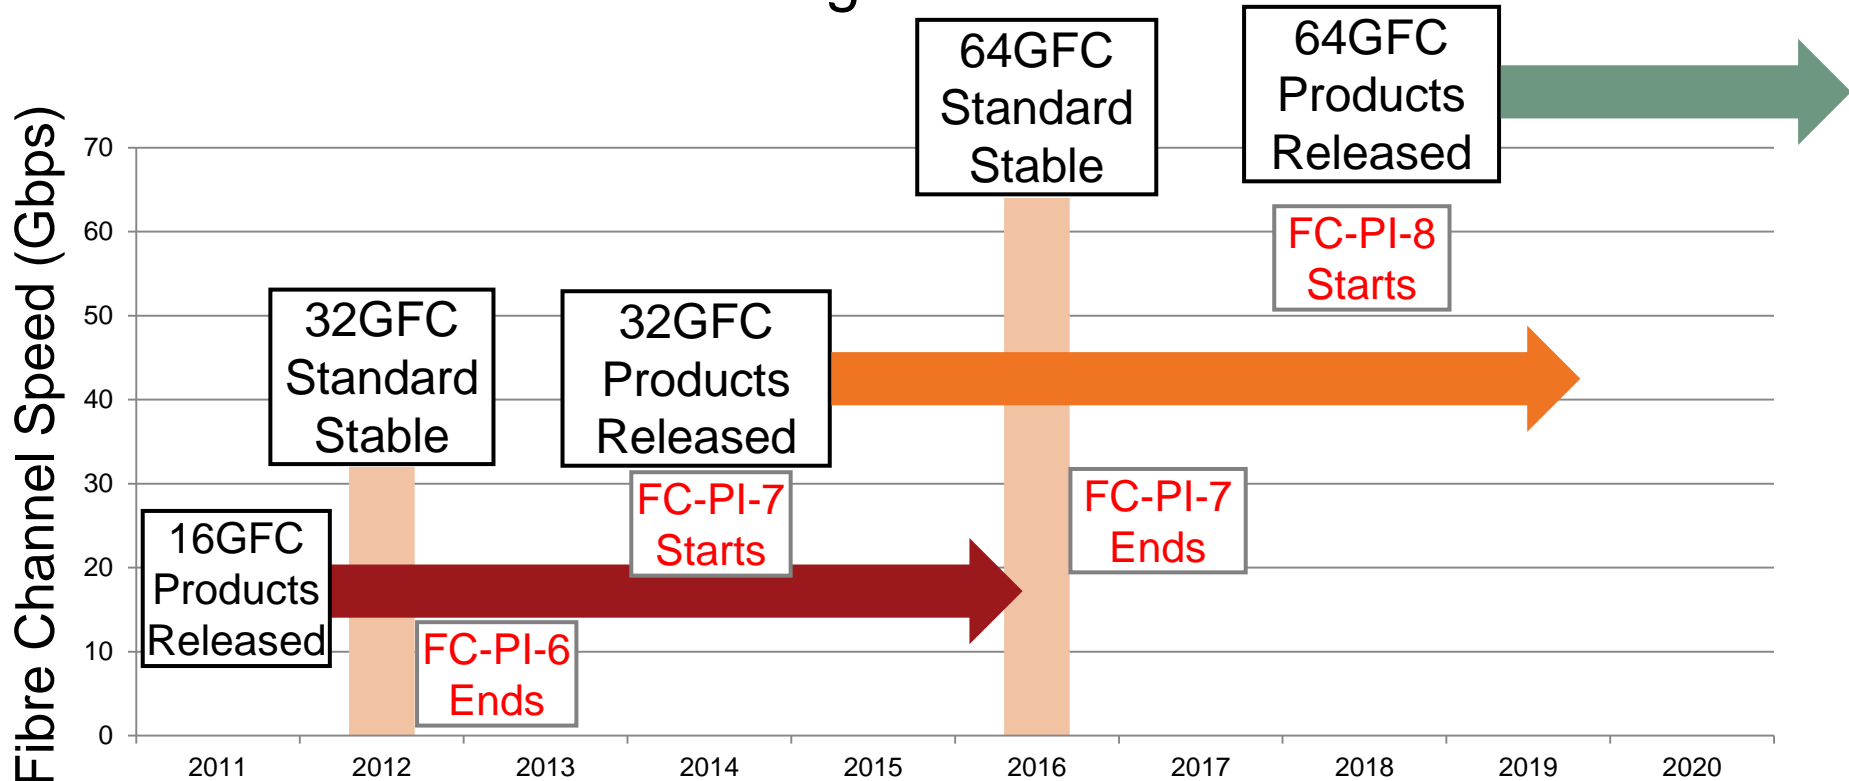 Fibre Channel Speed (Gbps)
70
60
50
40
30
20
10
0
64GFC
Standard
Stable
64GFC
Products
Released
FC-PI-8
Starts
32GFC
Standard
Stable
32GFC
Products
Released
FC-PI-7
Starts
FC-PI-7
Ends
16GFC
Products
Released
FC-PI-6
Ends
2011 2012 2013 2014 2015 2016 2017 2018 2019 2020